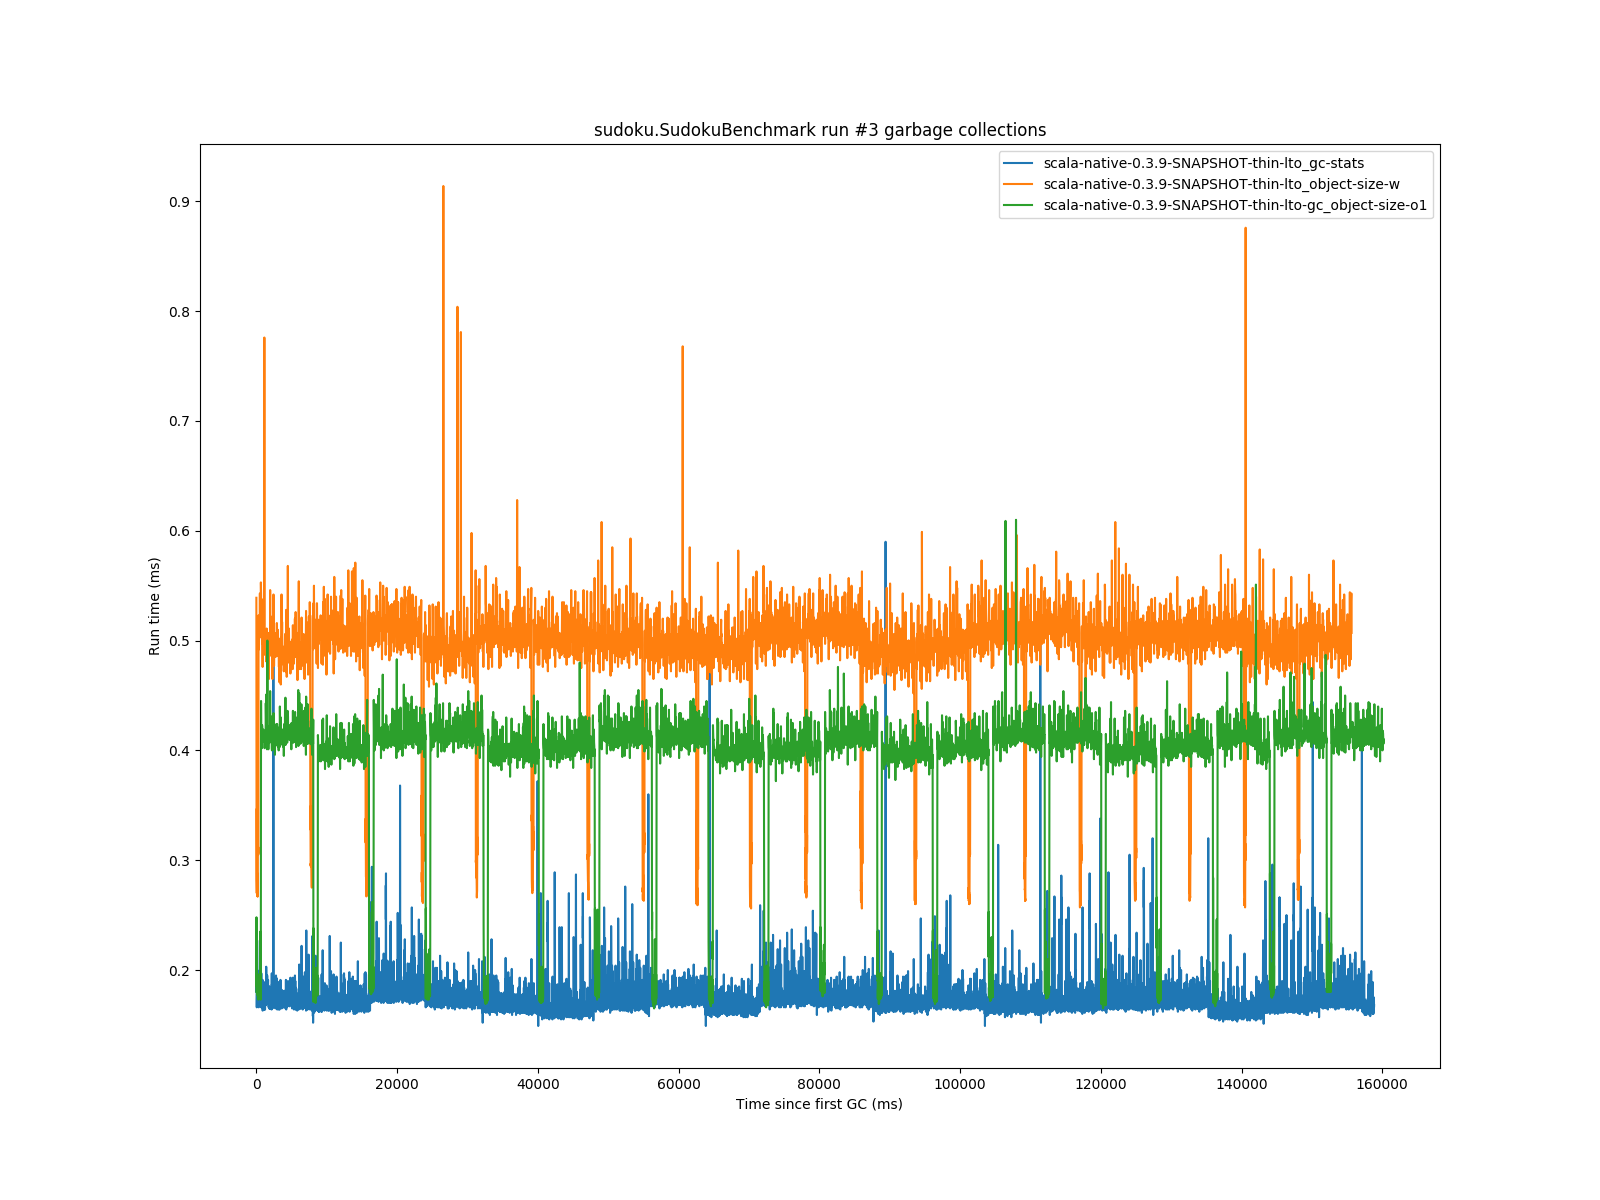 sudoku.SudokuBenchmark run #3 garbage collections
scala-native-0.3.9-SNAPSHOT-thin-lto_gc-stats
scala-native-0.3.9-SNAPSHOT-thin-lto_object-size-w
scala-native-0.3.9-SNAPSHOT-thin-lto-gc_object-size-o1
0.9
0.8
0.7
0.6
0.5
0.4
0.3
0.2
Run time (ms)
0 20000 40000 60000 80000 100000 120000 140000 160000
Time since first GC (ms)